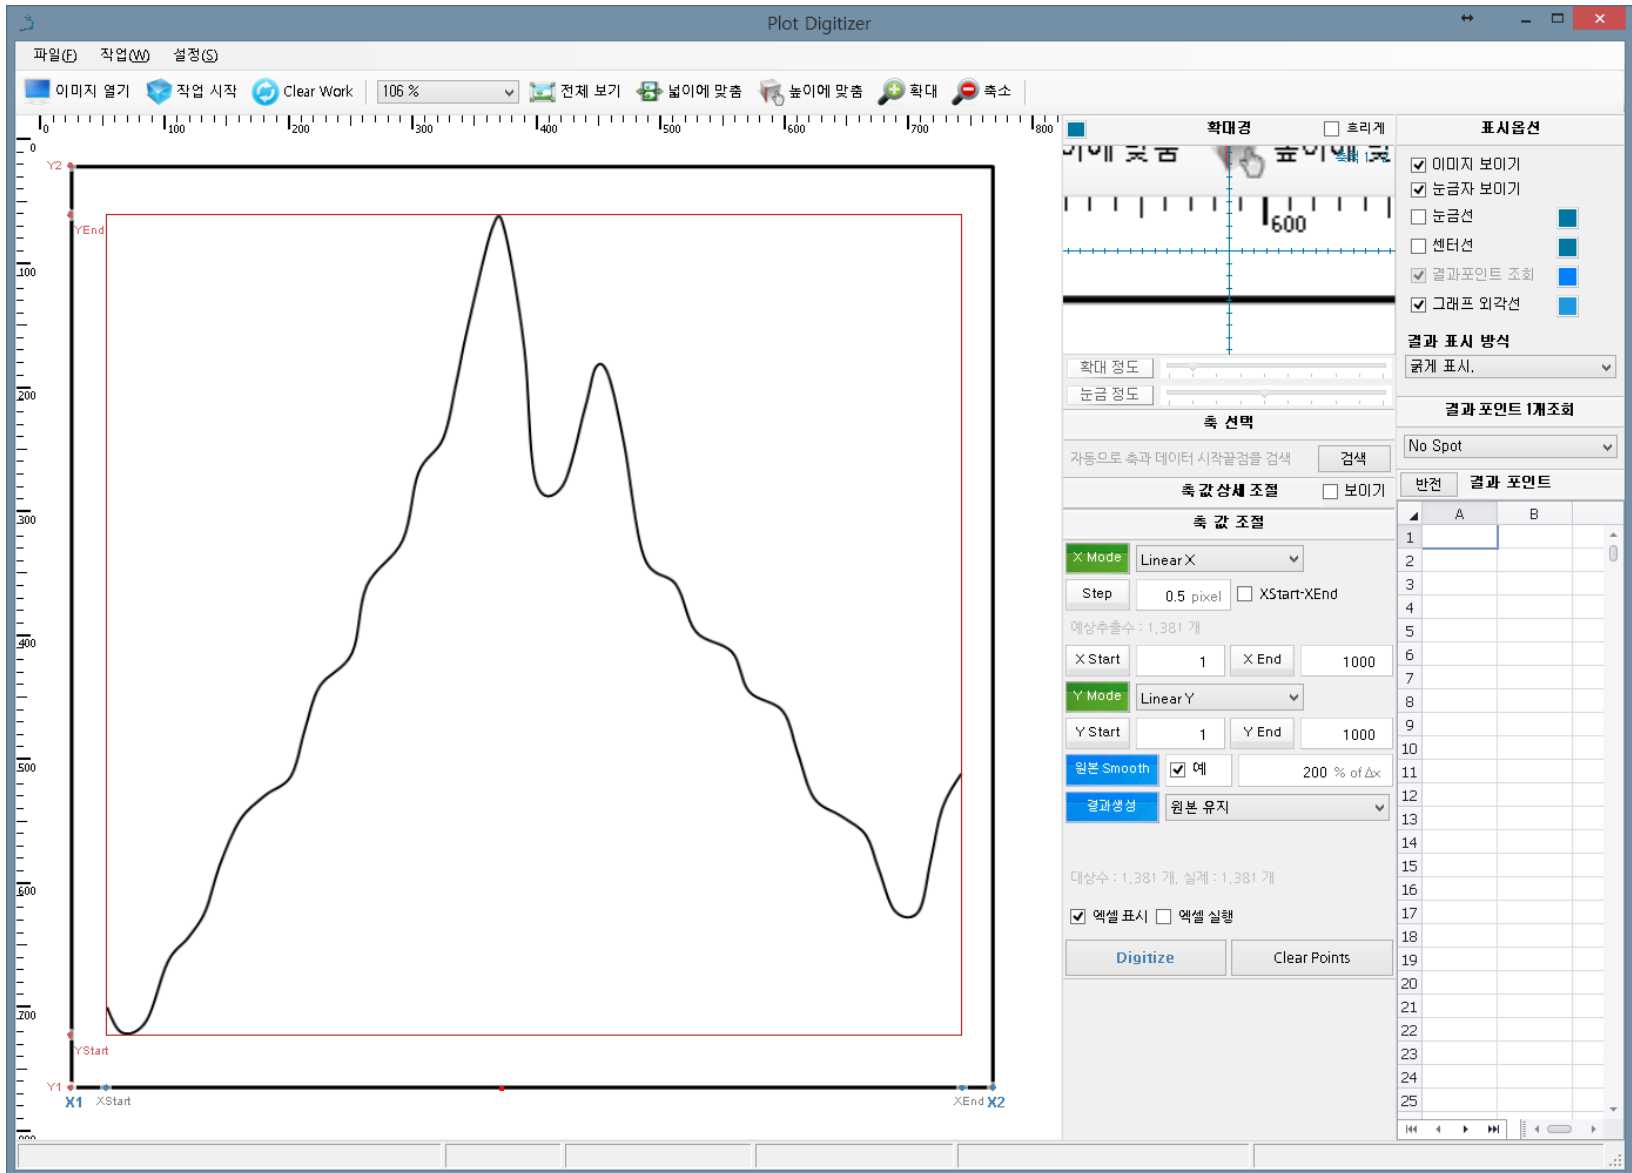 Plot Digitizer
파일(F) 작업(W) 설정(S)
이미지 열기 작업 시작 Clear Work 106 % 전체 보기 넓이에 맞춤 높이에 맞춤 확대 축소
0 100 200 300 400 500 600 700 800
0
100
200
300
400
500
600
700
800
Y2
YEnd
YStart
Y1
X1 XStart XEnd X2
확대경 흐리게
600
확대 정도
눈금 정도
축 선택
자동으로 축과 데이터 시작끝점을 검색 검색
축 값 상세 조절 보이기
축 값 조절
X Mode Linear X
Step 0.5 pixel XStart-XEnd
예상추출수 : 1,381 개
X Start 1 X End 1000
Y Mode Linear Y
Y Start 1 Y End 1000
원본 Smooth 예 200 % of Δx
결과생성 원본 유지
대상수 : 1,381 개, 실제 : 1,381 개
엑셀 표시 엑셀 실행
Digitize Clear Points
표시옵션
이미지 보이기
눈금자 보이기
눈금선
센터선
결과포인트 조회
그래프 외각선
결과 표시 방식
굵게 표시.
결과 포인트 1개조회
No Spot
반전 결과 포인트
A B
1
2
3
4
5
6
7
8
9
10
11
12
13
14
15
16
17
18
19
20
21
22
23
24
25